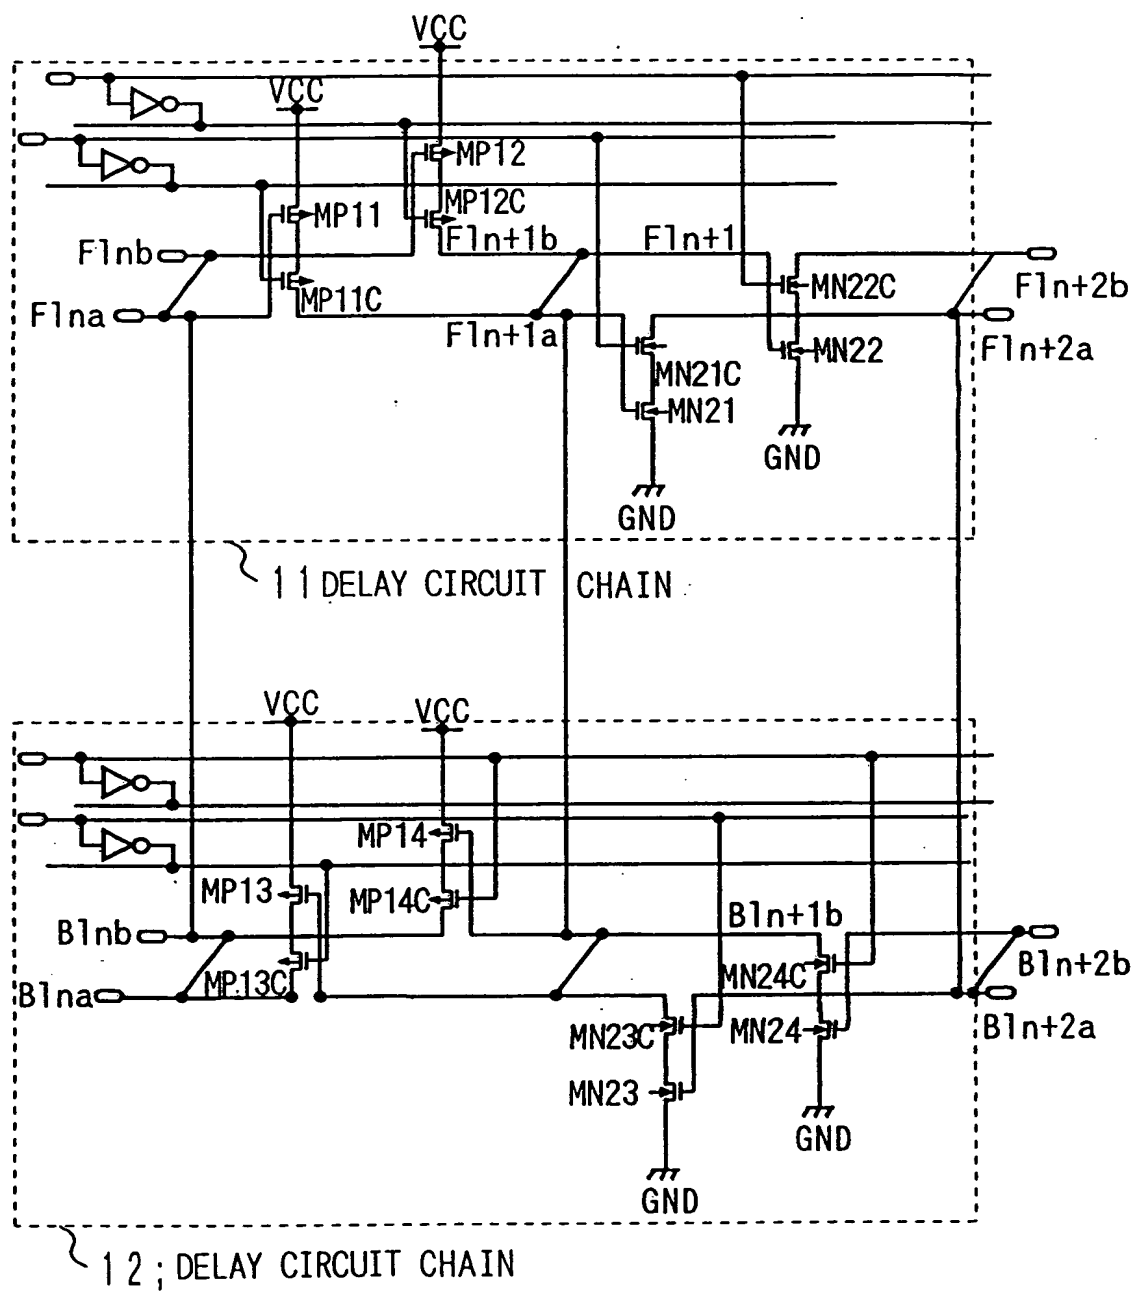 VCC
VCC
MP12
MP12C
MP11
Flnb
Fln+1b
Fln+1
MN22C
Fln+2b
MP11C
Flna
Fln+1a
MN22
Fln+2a
MN21C
MN21
GND
GND
11 DELAY CIRCUIT CHAIN
VCC
VCC
MP14
MP13
MP14C
Bln+1b
Blnb
Bln+2b
MN24C
MP13C
Blna
MN24
Bln+2a
MN23C
MN23
GND
GND
12; DELAY CIRCUIT CHAIN